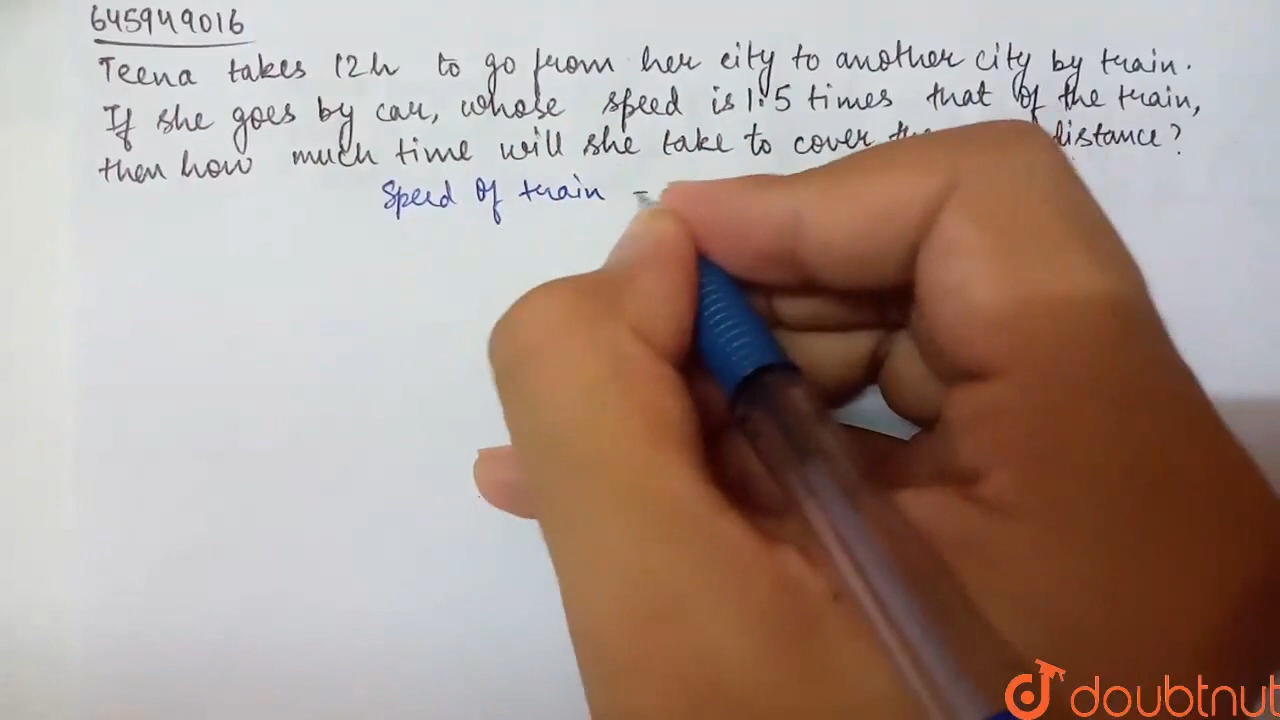 645949016
Teena takes 12h to go from her city to another city by train.
If she goes by car, whose speed is 1.5 times that of the train,
then how much time will she take to cover the distance?
Speed of train
doubtnut